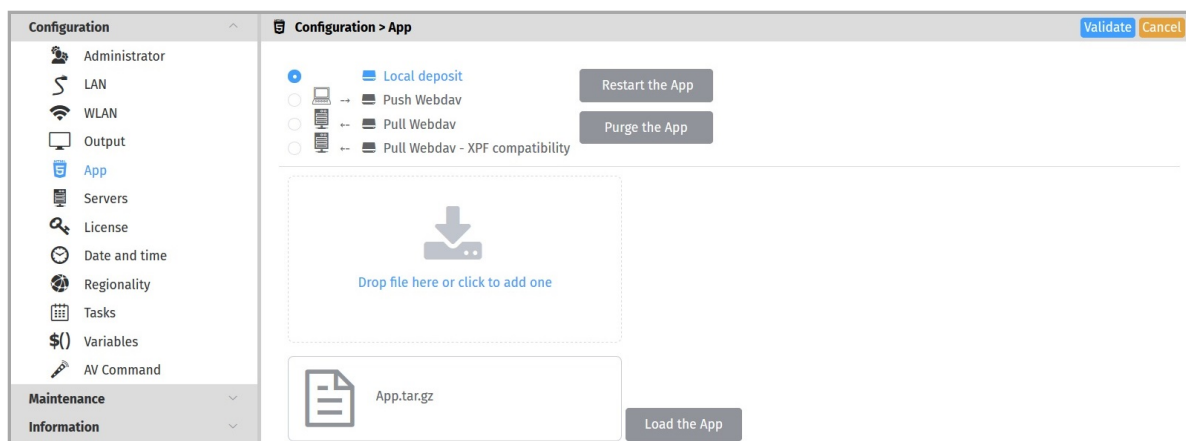 Configuration
Administrator
LAN
WLAN
Output
App
Servers
License
Date and time
Regionality
Tasks
$() Variables
AV Command
Maintenance
Information
Configuration > App
Validate Cancel
Local deposit
Push Webdav
Pull Webdav
Pull Webdav - XPF compatibility
Restart the App
Purge the App
Drop file here or click to add one
App.tar.gz
Load the App